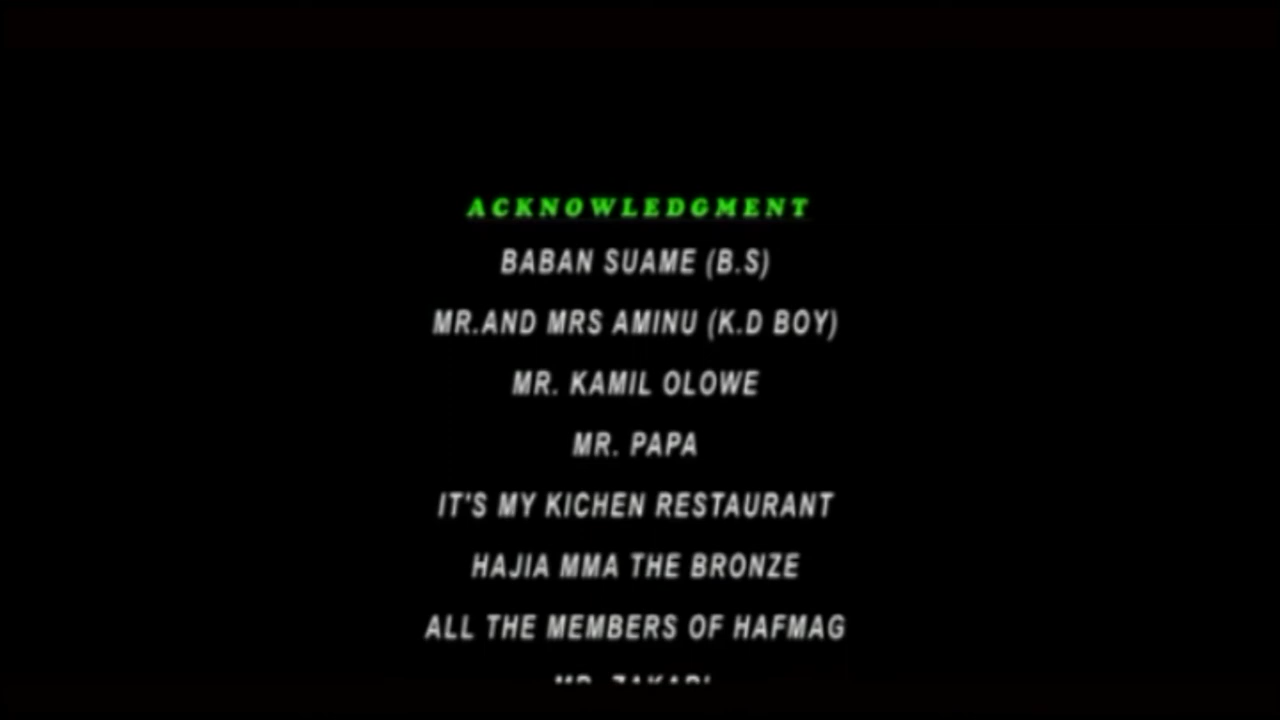 ACKNOWLEDGMENT
BABAN SUAME (B.S)
MR.AND MRS AMINU (K.D BOY)
MR. KAMIL OLOWE
MR. PAPA
IT'S MY KICHEN RESTAURANT
HAJIA MMA THE BRONZE
ALL THE MEMBERS OF HAFMAG
MR.